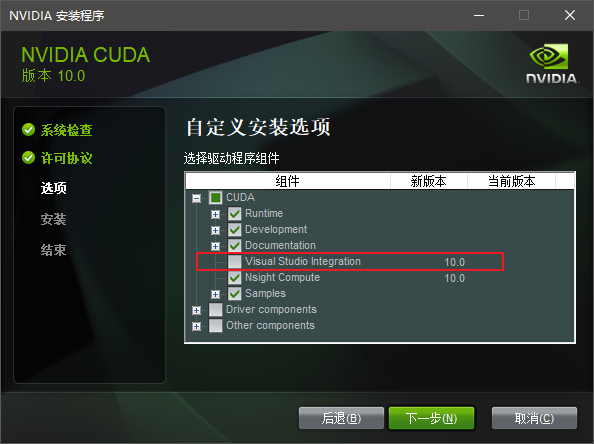 NVIDIA 安装程序
NVIDIA CUDA
版本 10.0
NVIDIA.
系统检查
许可协议
选项
安装
结束
自定义安装选项
选择驱动程序组件
组件 新版本 当前版本
CUDA
Runtime
Development
Documentation
Visual Studio Integration 10.0
Nsight Compute 10.0
Samples
Driver components
Other components
后退(B) 下一步(N) 取消(C)